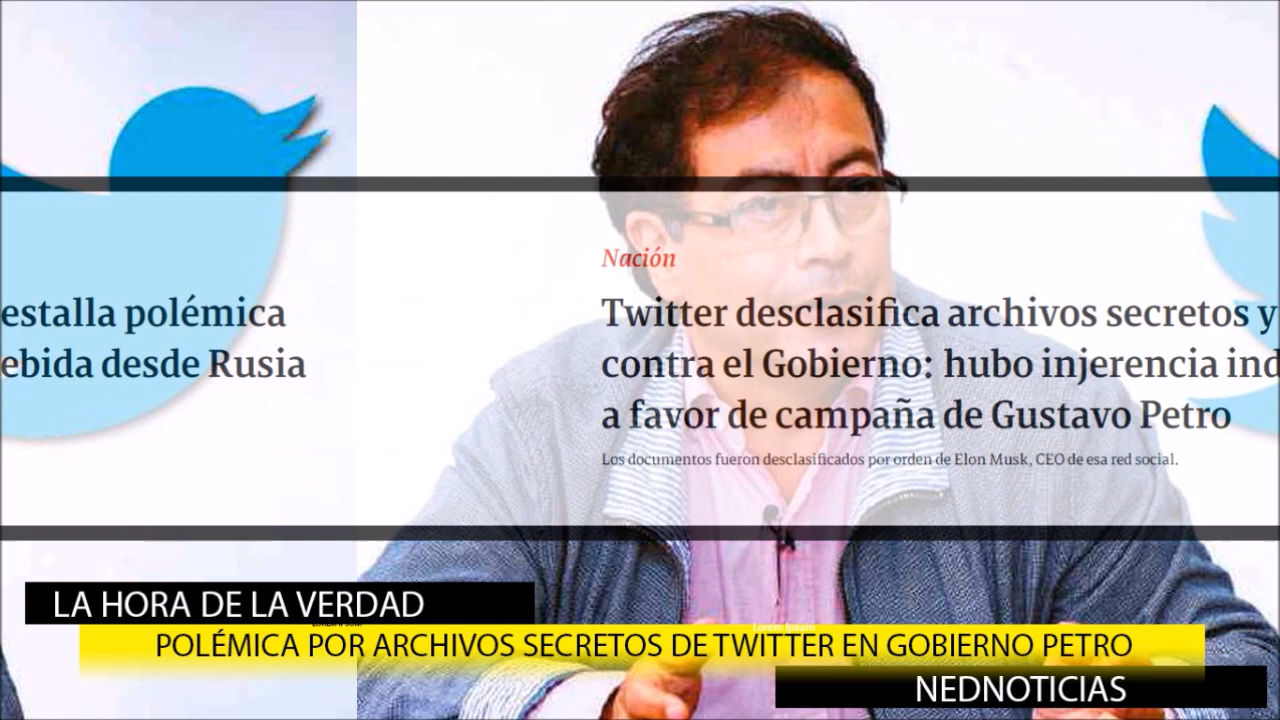 Nación
estalla polémica
ebida desde Rusia
Twitter desclasifica archivos secretos y
contra el Gobierno: hubo injerencia ind
a favor de campaña de Gustavo Petro
Los documentos fueron desclasificados por orden de Elon Musk, CEO de esa red social.
LA HORA DE LA VERDAD
Lorem Ipsum
POLÉMICA POR ARCHIVOS SECRETOS DE TWITTER EN GOBIERNO PETRO
NEDNOTICIAS